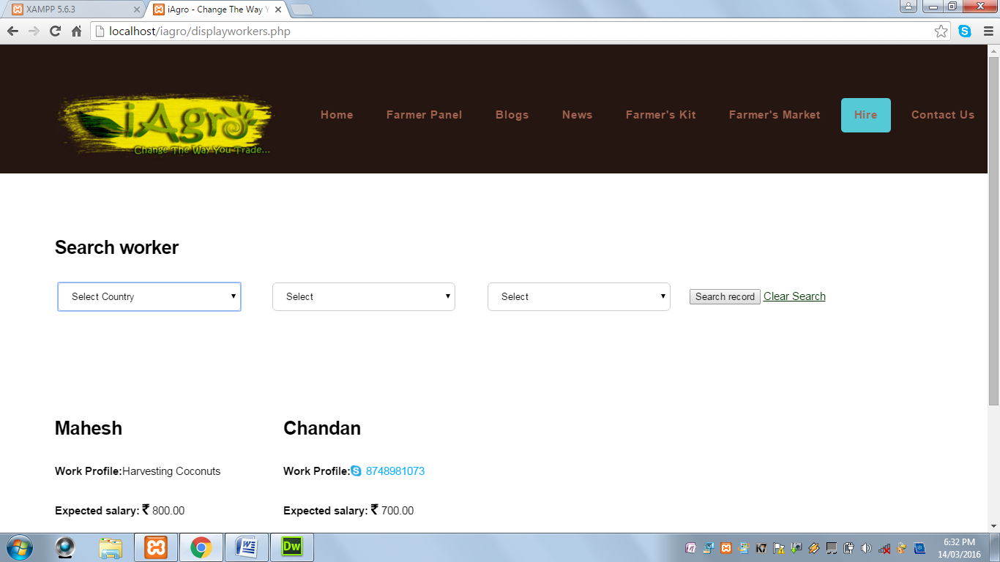 XAMPP 5.6.3
iAgro - Change The Way Y
localhost/iagro/displayworkers.php
iAgro
Change The Way You Trade...
Home
Farmer Panel
Blogs
News
Farmer's Kit
Farmer's Market
Hire
Contact Us
Search worker
Select Country
Select
Select
Search record
Clear Search
Mahesh
Chandan
Work Profile:Harvesting Coconuts
Work Profile: 8748981073
Expected salary: ₹ 800.00
Expected salary: ₹ 700.00
Dw
K7
6:32 PM
14/03/2016